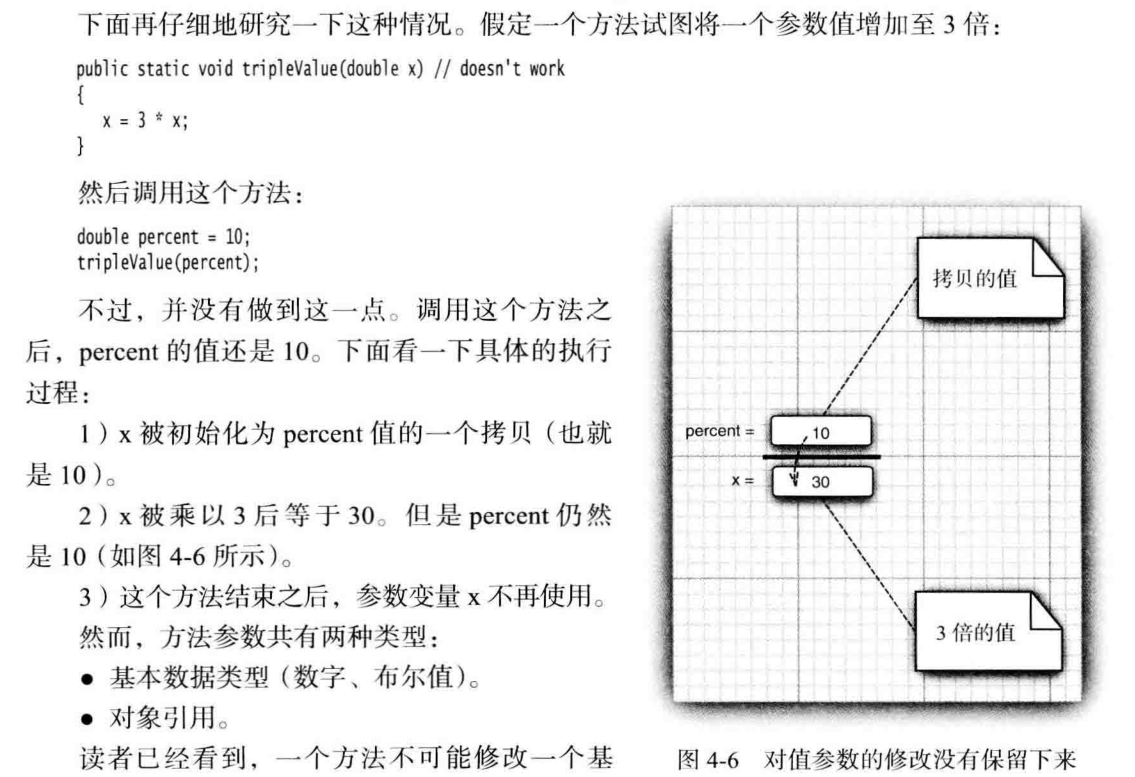 下面再仔细地研究一下这种情况。假定一个方法试图将一个参数值增加至 3 倍：
public static void tripleValue(double x) // doesn't work
{
x = 3 * x;
}
然后调用这个方法：
double percent = 10;
tripleValue(percent);
不过，并没有做到这一点。调用这个方法之
后，percent 的值还是 10。下面看一下具体的执行
过程：
1）x 被初始化为 percent 值的一个拷贝（也就
是 10）。
2）x 被乘以 3 后等于 30。但是 percent 仍然
是 10（如图 4-6 所示）。
3）这个方法结束之后，参数变量 x 不再使用。
然而，方法参数共有两种类型：
● 基本数据类型（数字、布尔值）。
● 对象引用。
读者已经看到，一个方法不可能修改一个基
拷贝的值
percent = 10
x = 30
3 倍的值
图 4-6 对值参数的修改没有保留下来